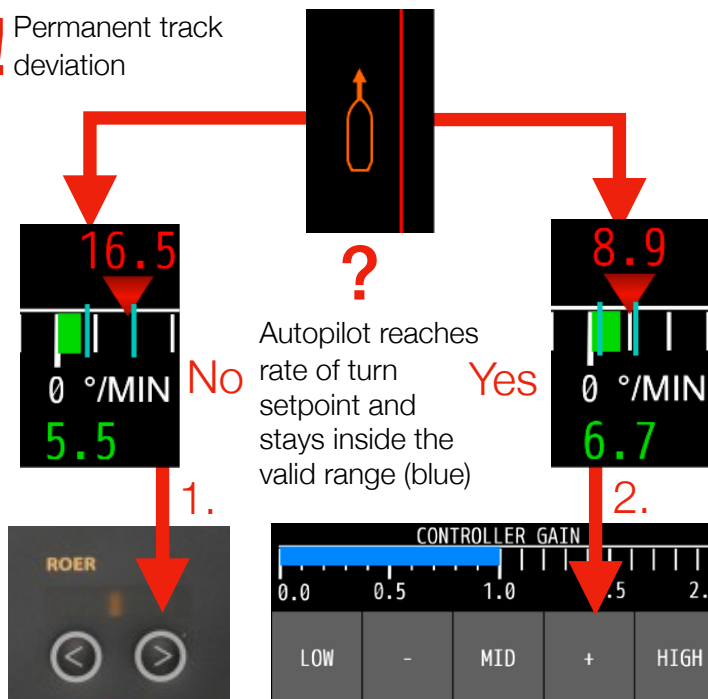 ! Permanent track
deviation
16.5
0 °/MIN
5.5
No
?
Autopilot reaches
rate of turn
setpoint and
stays inside the
valid range (blue)
Yes
8.9
0 °/MIN
6.7
1.
2.
ROER
< >
CONTROLLER GAIN
0.0 0.5 1.0 .5 2.
LOW - MID + HIGH